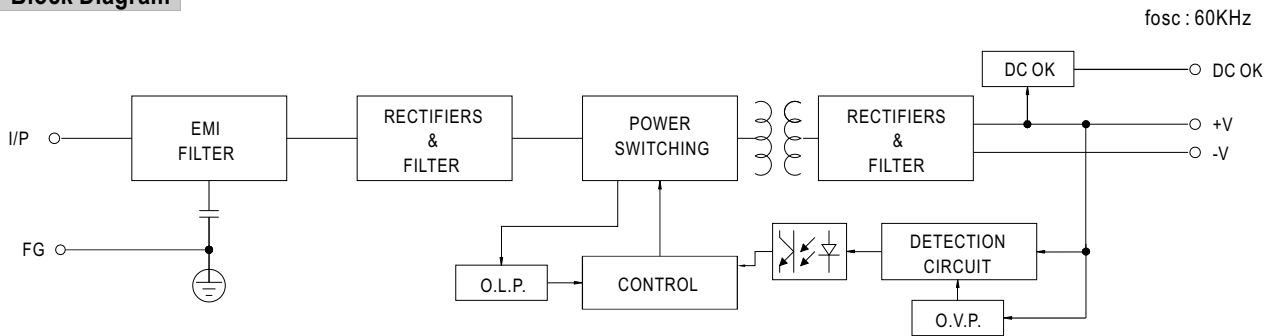 Block Diagram
fosc : 60KHz
DC OK
DC OK
I/P
EMI
FILTER
RECTIFIERS
&
FILTER
POWER
SWITCHING
RECTIFIERS
&
FILTER
+V
-V
FG
O.L.P.
CONTROL
DETECTION
CIRCUIT
O.V.P.